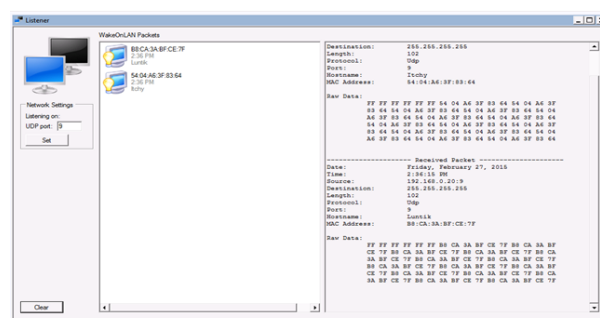 Listener
WakeOnLAN Packets
B8:CA:3A:BF:CE:7F
2:36 PM
Luntik
54:04:A6:3F:83:64
2:36 PM
Itchy
Network Settings
Listening on:
UDP port: 9
Set
Clear
Destination: 255.255.255.255
Length: 102
Protocol: Udp
Port: 9
Hostname: Itchy
MAC Address: 54:04:A6:3F:83:64
Raw Data:
FF FF FF FF FF FF 54 04 A6 3F 83 64 54 04 A6 3F
83 64 54 04 A6 3F 83 64 54 04 A6 3F 83 64 54 04
A6 3F 83 64 54 04 A6 3F 83 64 54 04 A6 3F 83 64
54 04 A6 3F 83 64 54 04 A6 3F 83 64 54 04 A6 3F
83 64 54 04 A6 3F 83 64 54 04 A6 3F 83 64 54 04
A6 3F 83 64 54 04 A6 3F 83 64 54 04 A6 3F 83 64
------------------ Received Packet ------------------
Date: Friday, February 27, 2015
Time: 2:36:15 PM
Source: 192.168.0.20:9
Destination: 255.255.255.255
Length: 102
Protocol: Udp
Port: 9
Hostname: Luntik
MAC Address: B8:CA:3A:BF:CE:7F
Raw Data:
FF FF FF FF FF FF B8 CA 3A BF CE 7F B8 CA 3A BF
CE 7F B8 CA 3A BF CE 7F B8 CA 3A BF CE 7F B8 CA
3A BF CE 7F B8 CA 3A BF CE 7F B8 CA 3A BF CE 7F
B8 CA 3A BF CE 7F B8 CA 3A BF CE 7F B8 CA 3A BF
CE 7F B8 CA 3A BF CE 7F B8 CA 3A BF CE 7F B8 CA
3A BF CE 7F B8 CA 3A BF CE 7F B8 CA 3A BF CE 7F